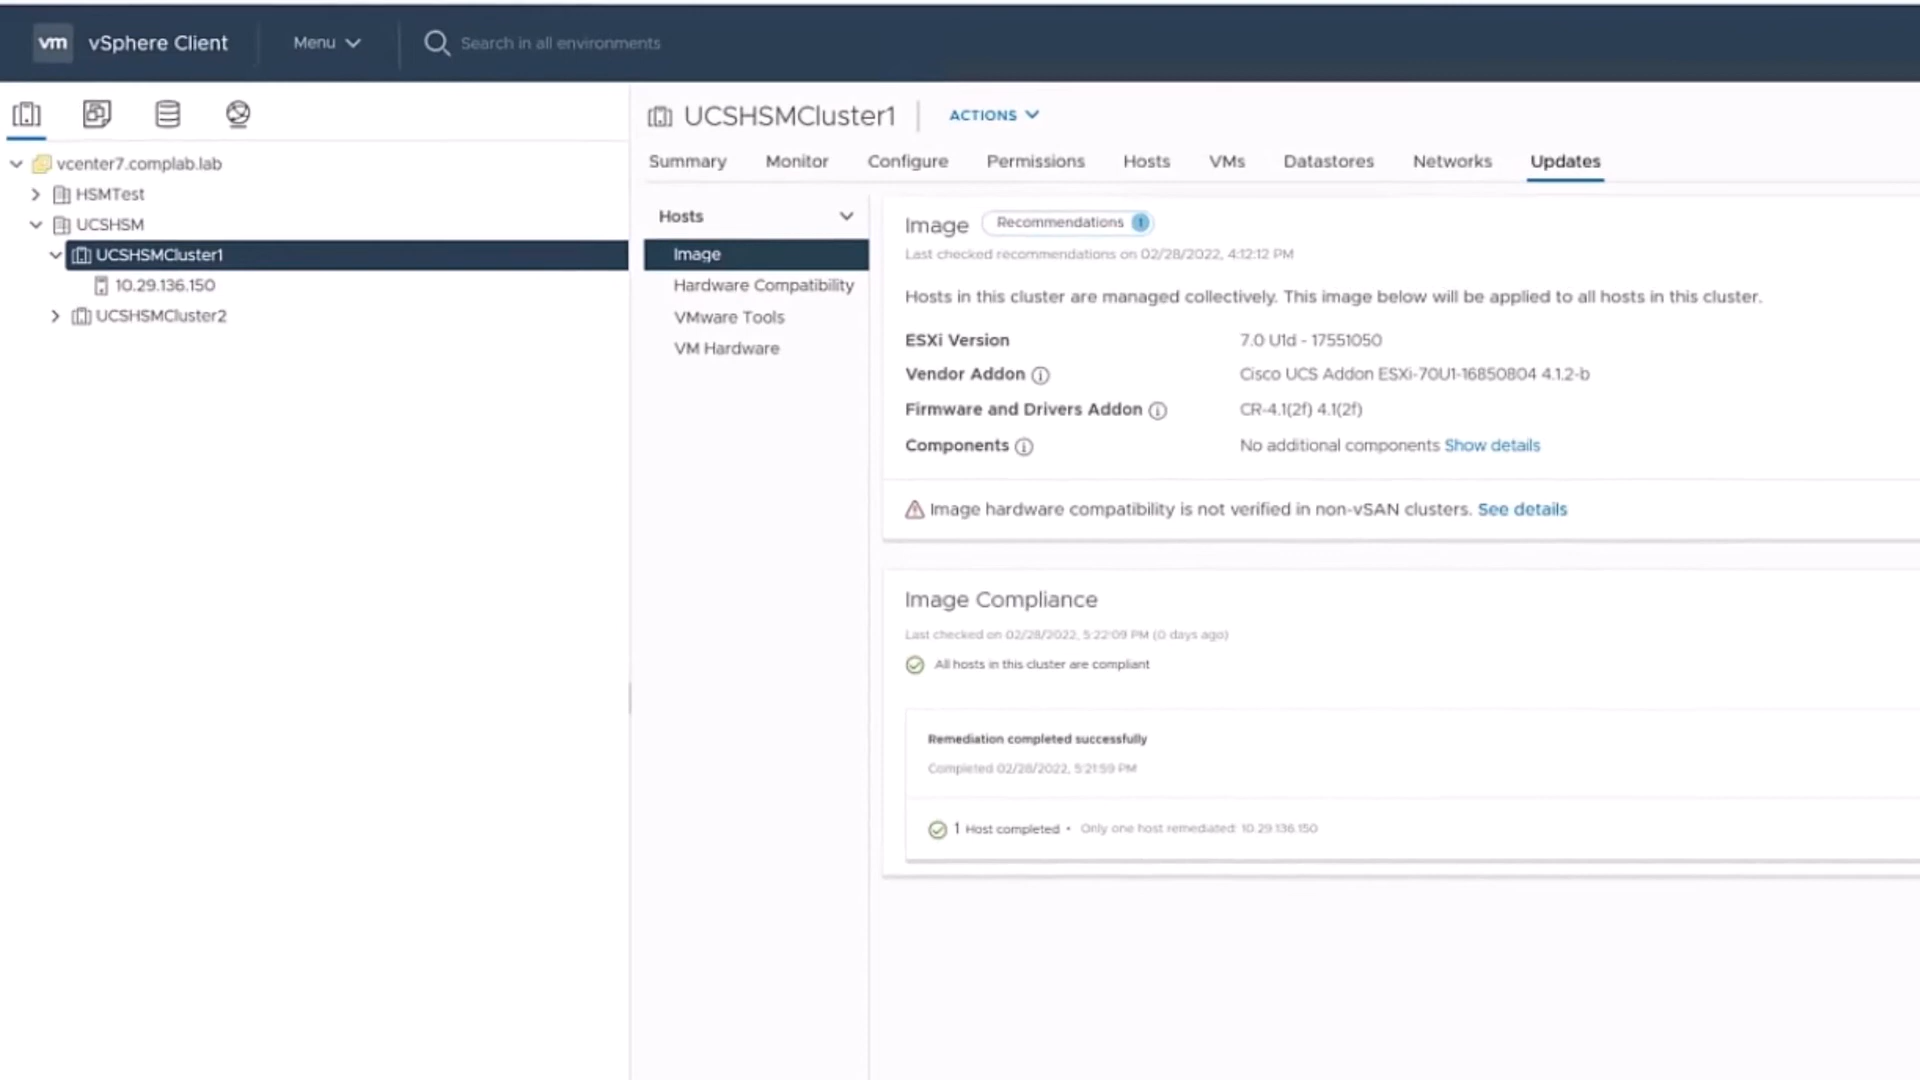 vm vSphere Client Menu Search in all environments
UCSHSMCluster1 ACTIONS
Summary Monitor Configure Permissions Hosts VMs Datastores Networks Updates
vcenter7.complab.lab
HSMTest
UCSHSM
UCSHSMCluster1
10.29.136.150
UCSHSMCluster2
Hosts
Image
Hardware Compatibility
VMware Tools
VM Hardware
Image Recommendations 1
Last checked recommendations on 02/28/2022, 4:12:12 PM
Hosts in this cluster are managed collectively. This image below will be applied to all hosts in this cluster.
ESXi Version 7.0 U1d - 17551050
Vendor Addon Cisco UCS Addon ESXi-70U1-16850804 4.1.2-b
Firmware and Drivers Addon CR-4.1(2f) 4.1(2f)
Components No additional components Show details
Image hardware compatibility is not verified in non-vSAN clusters. See details
Image Compliance
Last checked on 02/28/2022, 5:22:09 PM (0 days ago)
All hosts in this cluster are compliant
Remediation completed successfully
Completed 02/28/2022, 5:21:59 PM
1 Host completed • Only one host remediated: 10.29.136.150